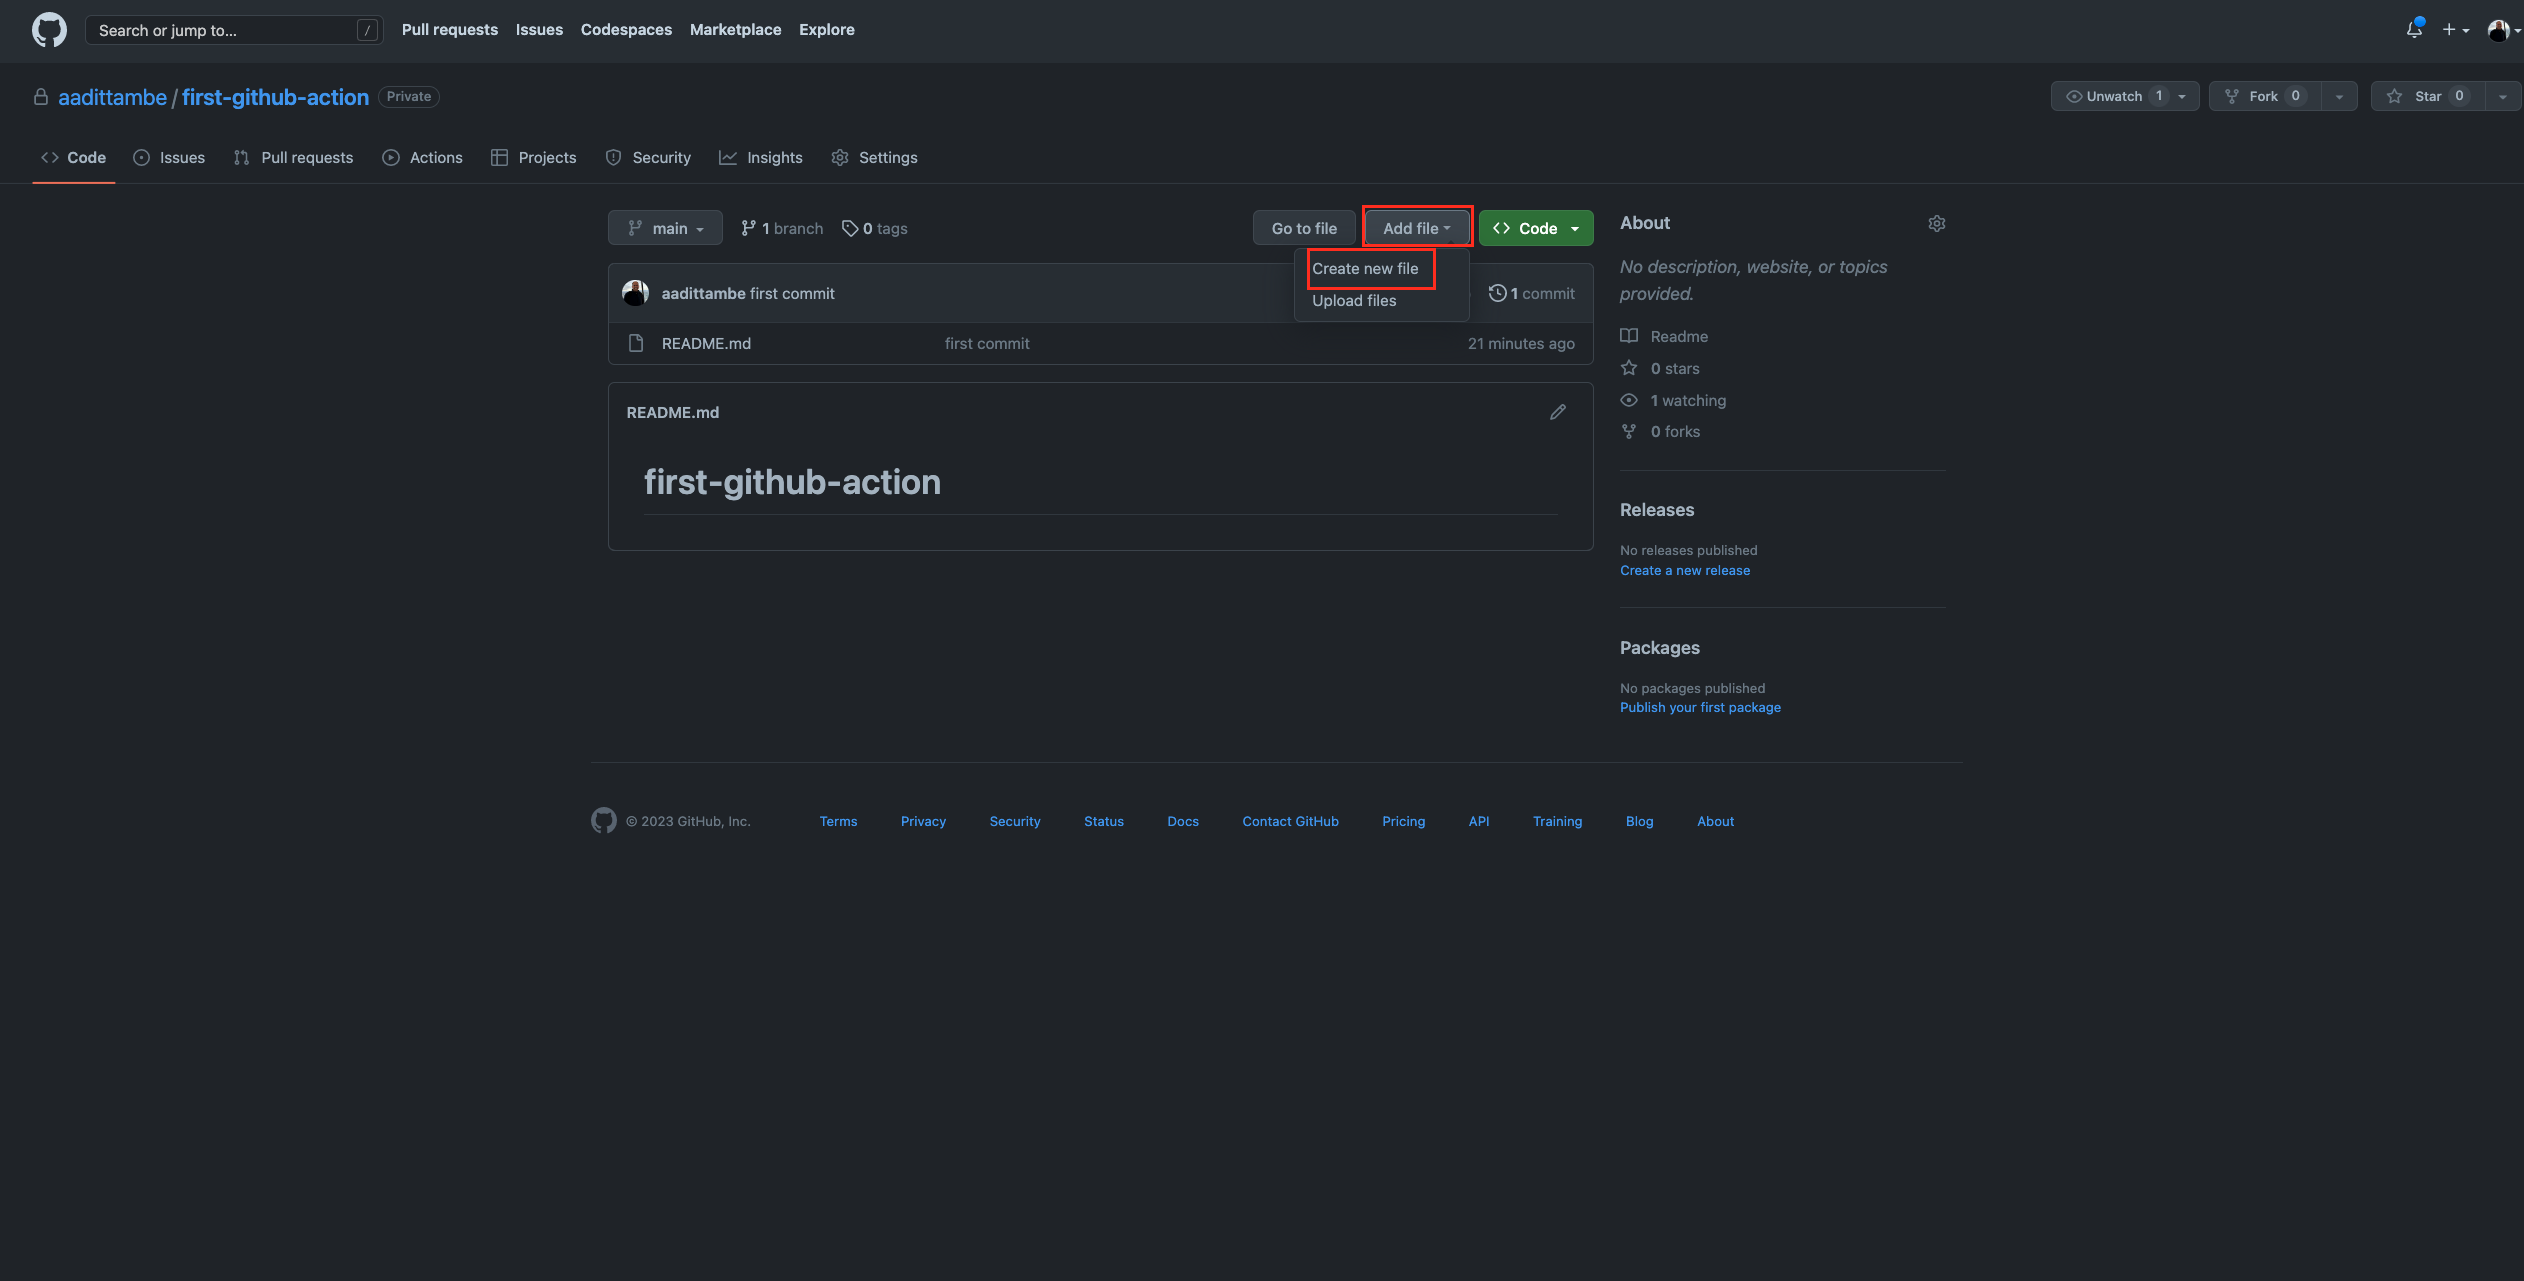 Search or jump to... /
Pull requests Issues Codespaces Marketplace Explore
aadittambe / first-github-action Private
Unwatch 1 Fork 0 Star 0
Code Issues Pull requests Actions Projects Security Insights Settings
main 1 branch 0 tags
Go to file Add file Code
Create new file
Upload files
aadittambe first commit
1 commit
README.md first commit 21 minutes ago
README.md
first-github-action
About
No description, website, or topics
provided.
Readme
0 stars
1 watching
0 forks
Releases
No releases published
Create a new release
Packages
No packages published
Publish your first package
© 2023 GitHub, Inc. Terms Privacy Security Status Docs Contact GitHub Pricing API Training Blog About